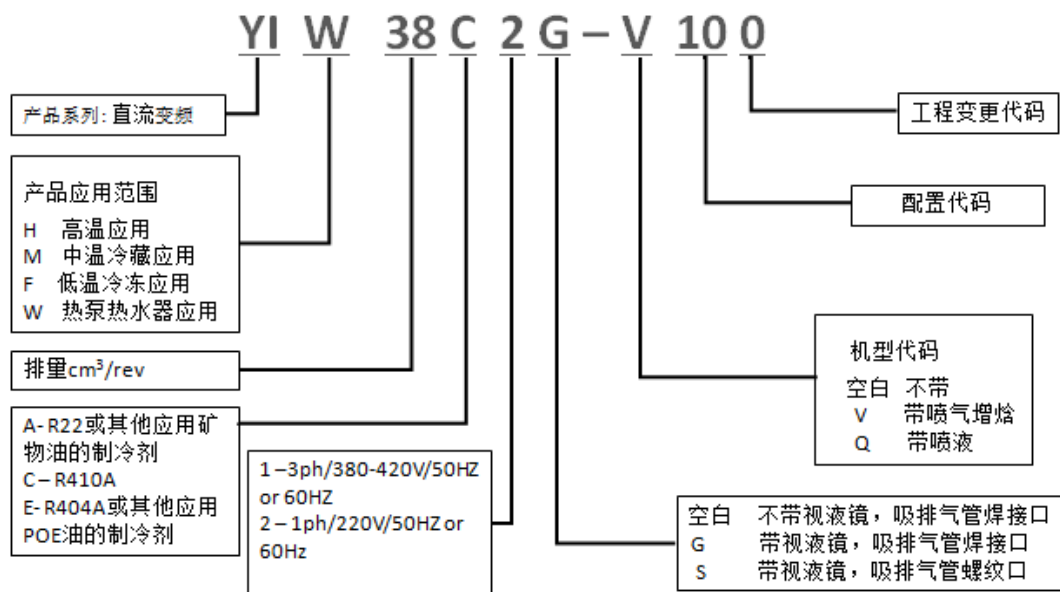 YI W 38 C 2 G – V 10 0
产品系列: 直流变频
工程变更代码
产品应用范围
H 高温应用
M 中温冷藏应用
F 低温冷冻应用
W 热泵热水器应用
配置代码
排量cm³/rev
机型代码
空白 不带
V 带喷气增焓
Q 带喷液
A- R22或其他应用矿
物油的制冷剂
C – R410A
E- R404A或其他应用
POE油的制冷剂
1 –3ph/380-420V/50HZ
or 60HZ
2 – 1ph/220V/50HZ or
60Hz
空白 不带视液镜，吸排气管焊接口
G 带视液镜，吸排气管焊接口
S 带视液镜，吸排气管螺纹口